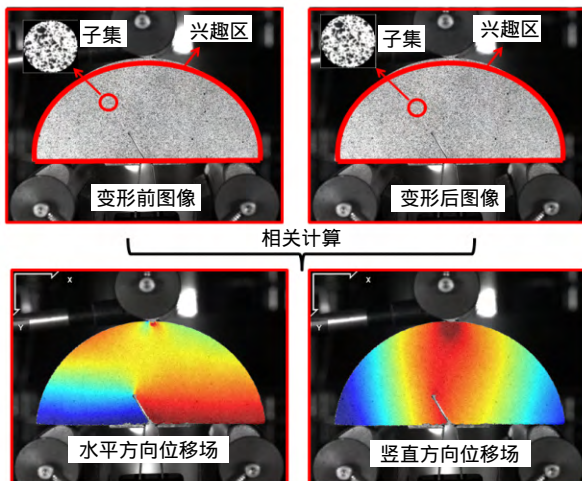 子集
兴趣区
变形前图像
子集
兴趣区
变形后图像
相关计算
X
Y
水平方向位移场
X
Y
竖直方向位移场